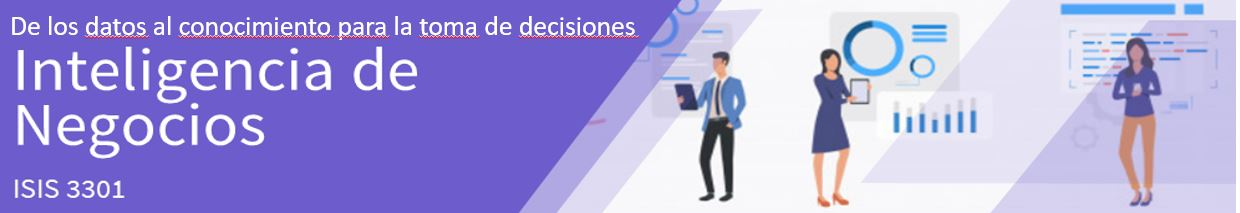 De los datos al conocimiento para la toma de decisiones
Inteligencia de
Negocios
ISIS 3301